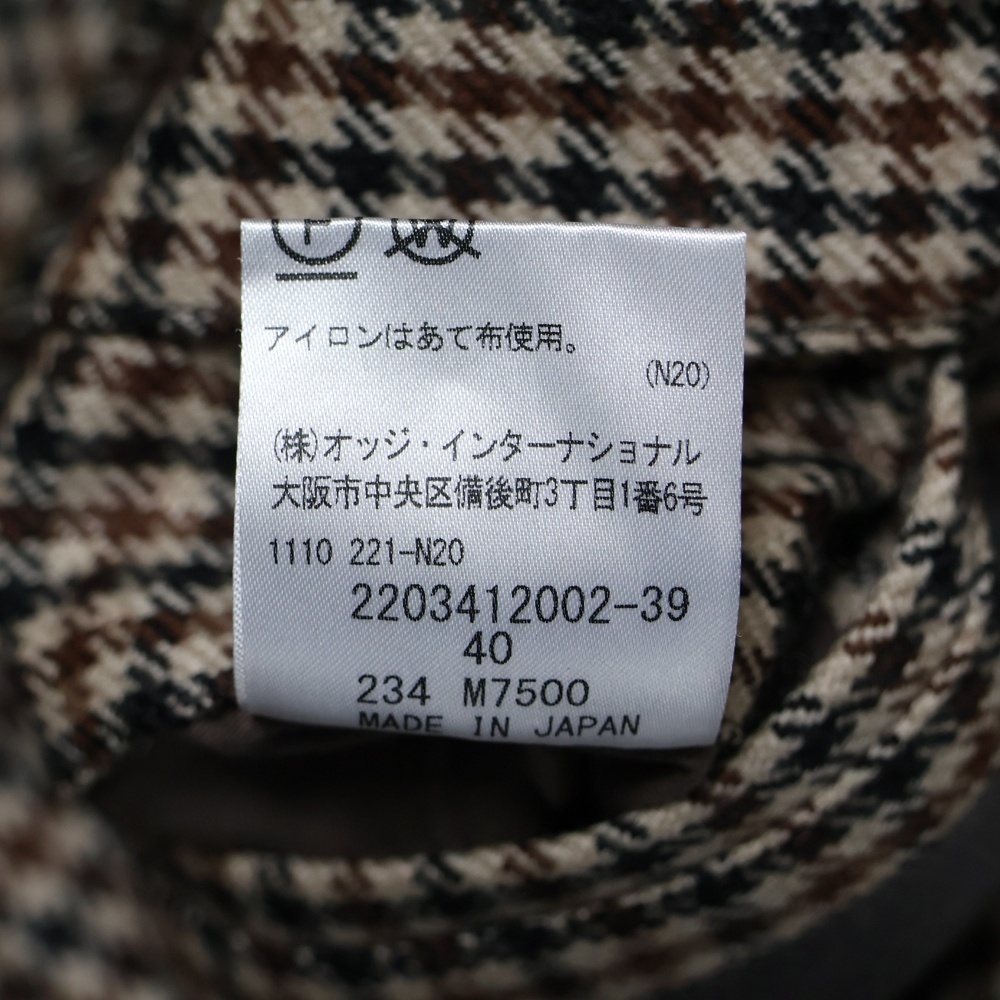 P W
アイロンはあて布使用。
(N20)
(株)オッジ・インターナショナル
大阪市中央区備後町3丁目1番6号
1110 221-N20
2203412002-39
40
234 M7500
MADE IN JAPAN